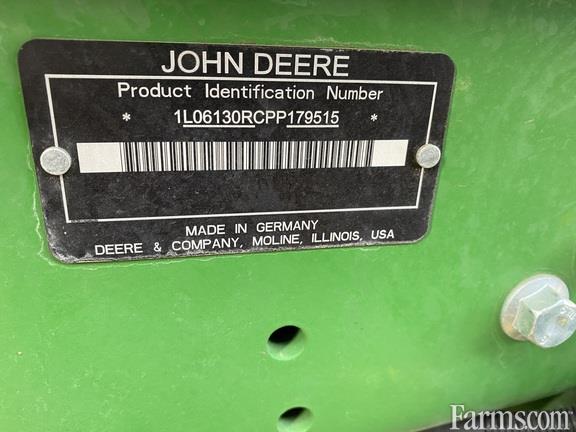 JOHN DEERE
Product Identification Number
* 1L06130RCPP179515 *
MADE IN GERMANY
DEERE & COMPANY, MOLINE, ILLINOIS, USA
Farms.com